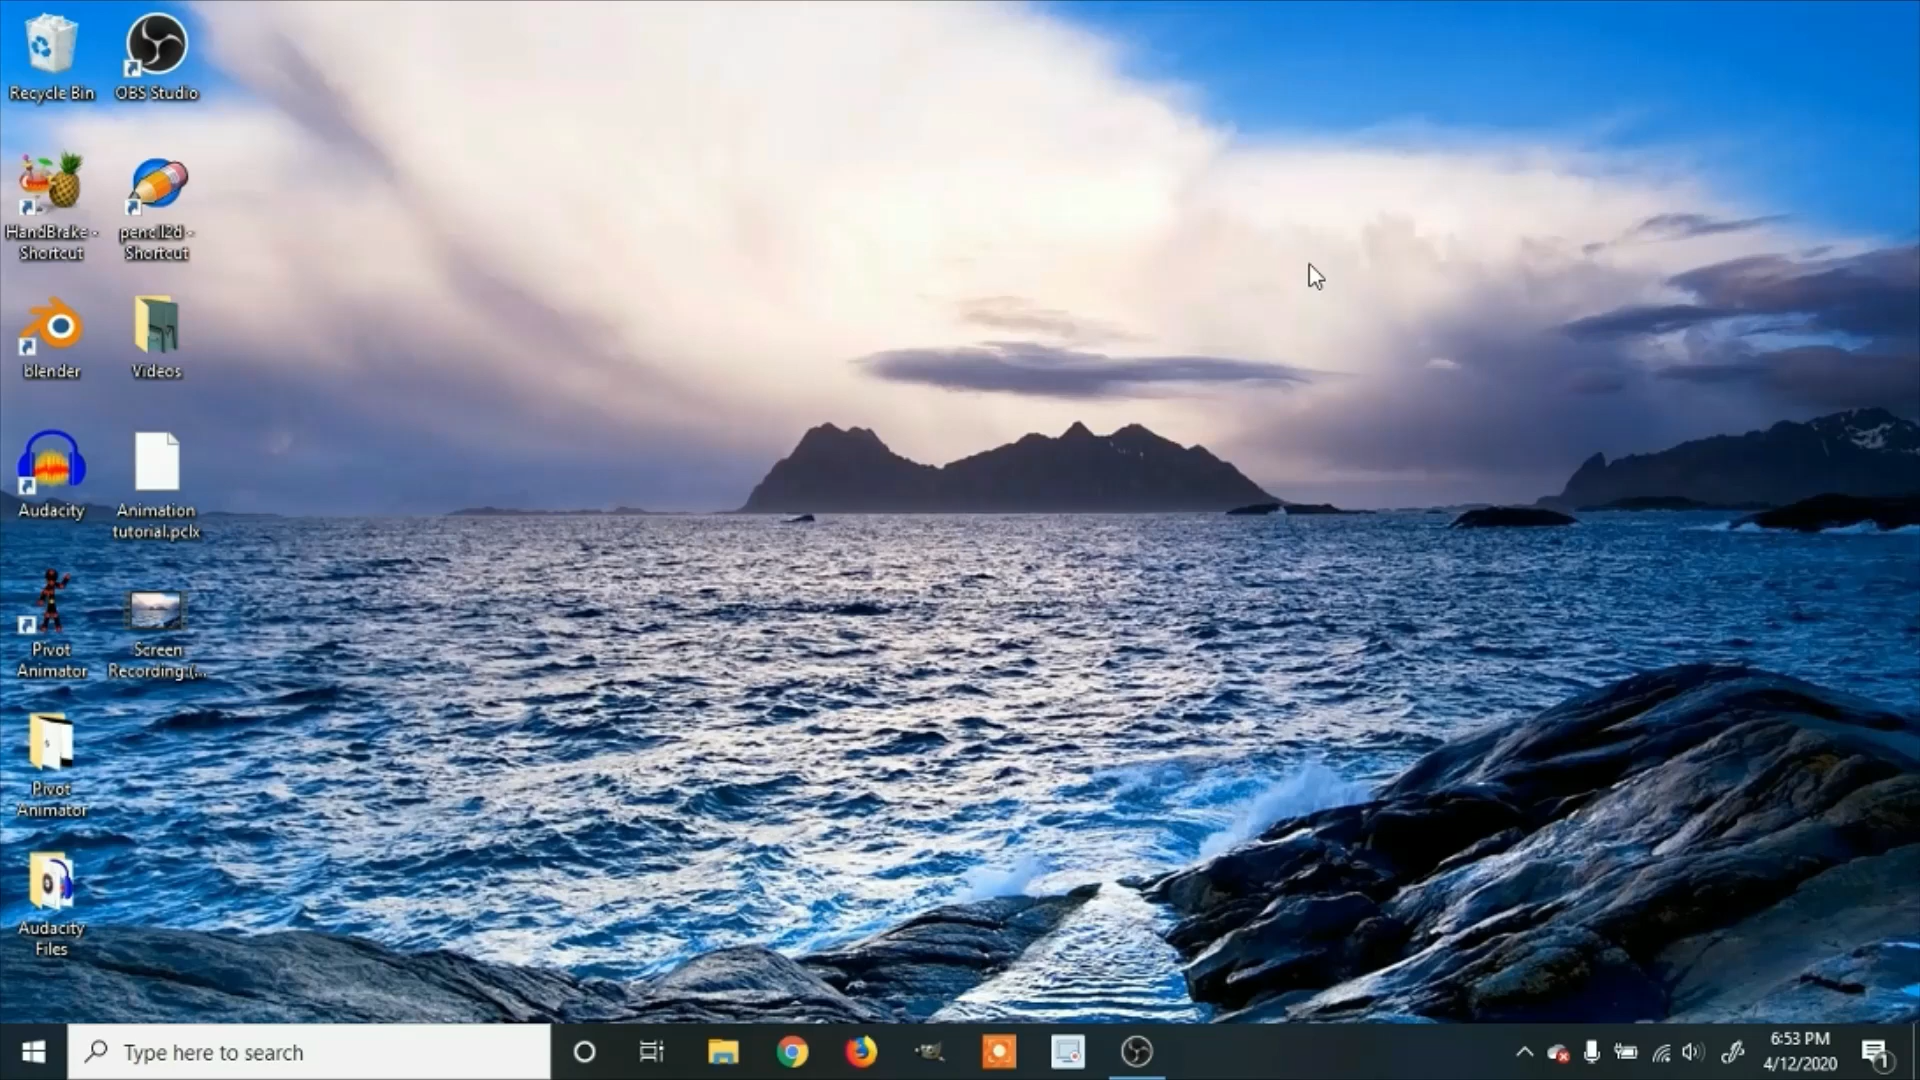 Recycle Bin
OBS Studio
HandBrake -
Shortcut
pencil2d -
Shortcut
blender
Videos
Audacity
Animation
tutorial.pclx
Pivot
Animator
Screen
Recording (...
Pivot
Animator
Audacity
Files
Type here to search
6:53 PM
4/12/2020
1